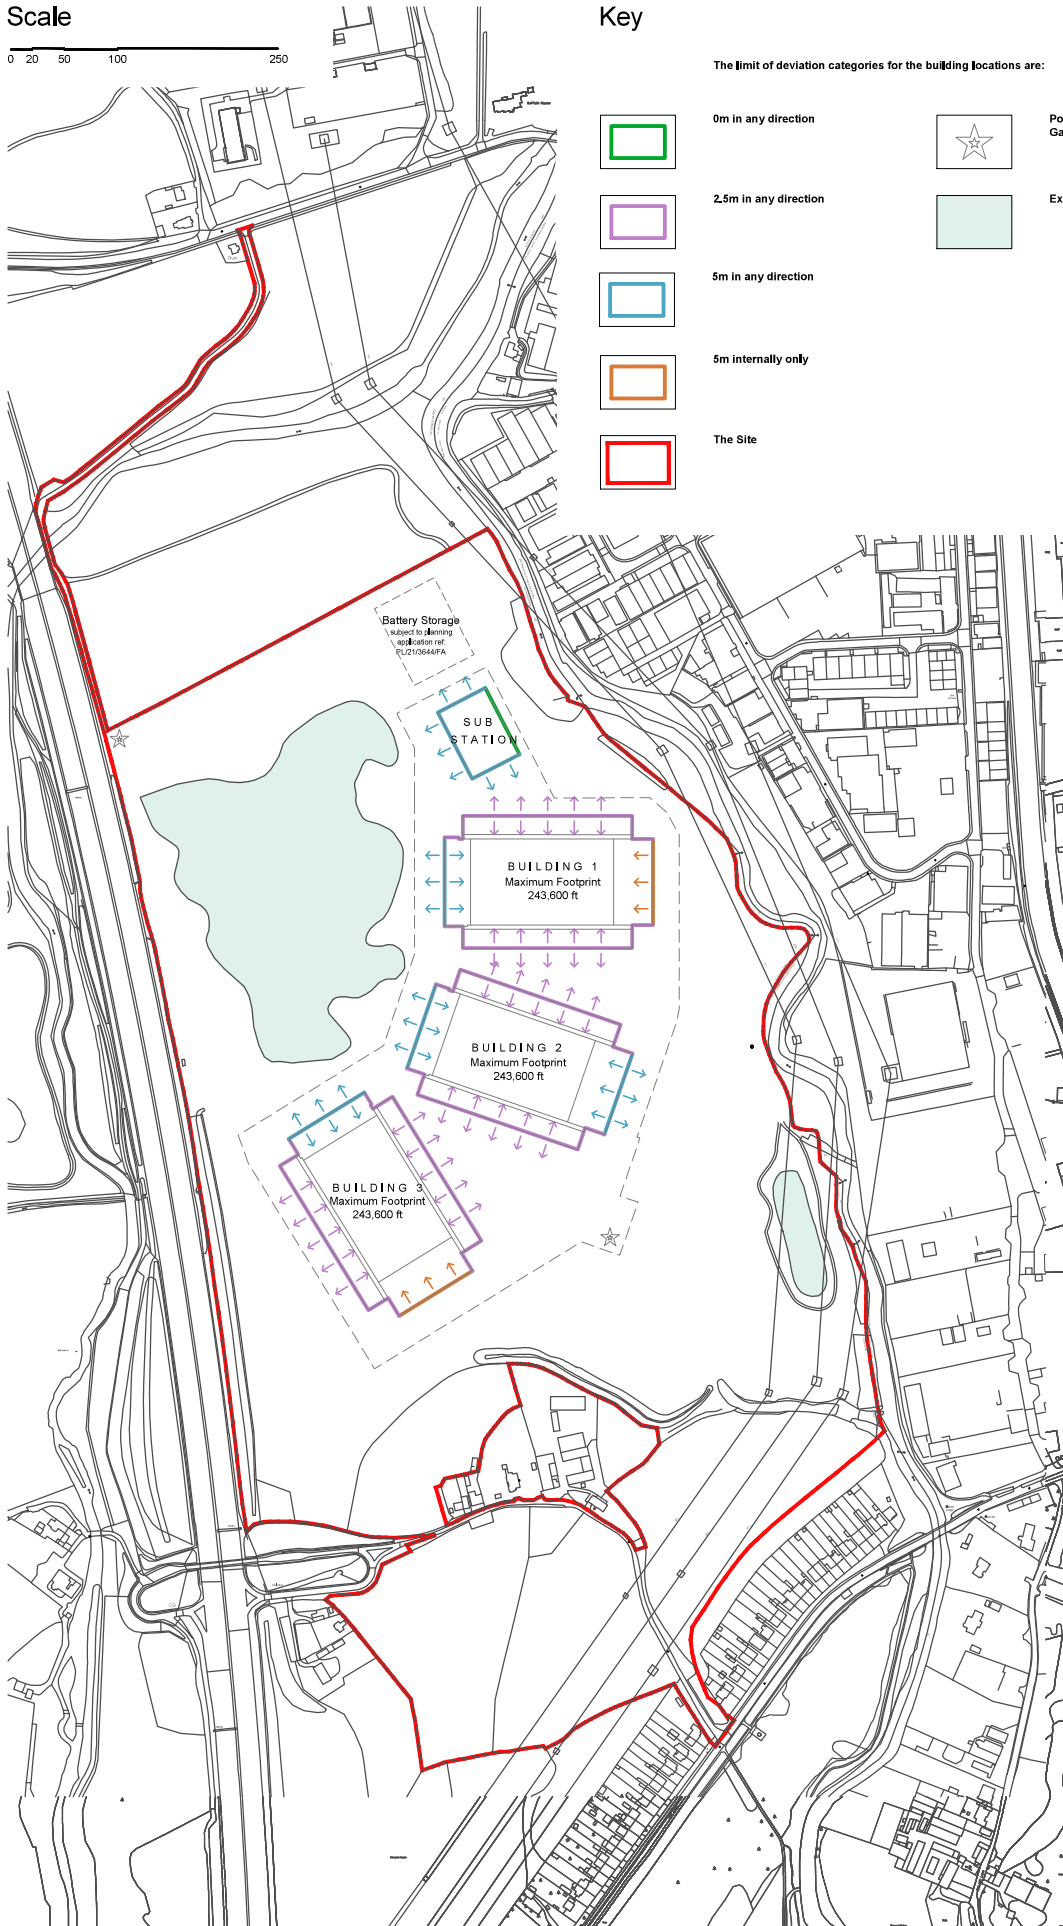 Scale
0 20 50 100 250
Key
The limit of deviation categories for the building locations are:
0m in any direction
2.5m in any direction
5m in any direction
5m internally only
The Site
Po
Ga
Ex
Battery Storage
subject to planning
application ref:
PL/21/3644/FA
SUB
STATION
BUILDING 1
Maximum Footprint
243,600 ft
BUILDING 2
Maximum Footprint
243,600 ft
BUILDING 3
Maximum Footprint
243,600 ft